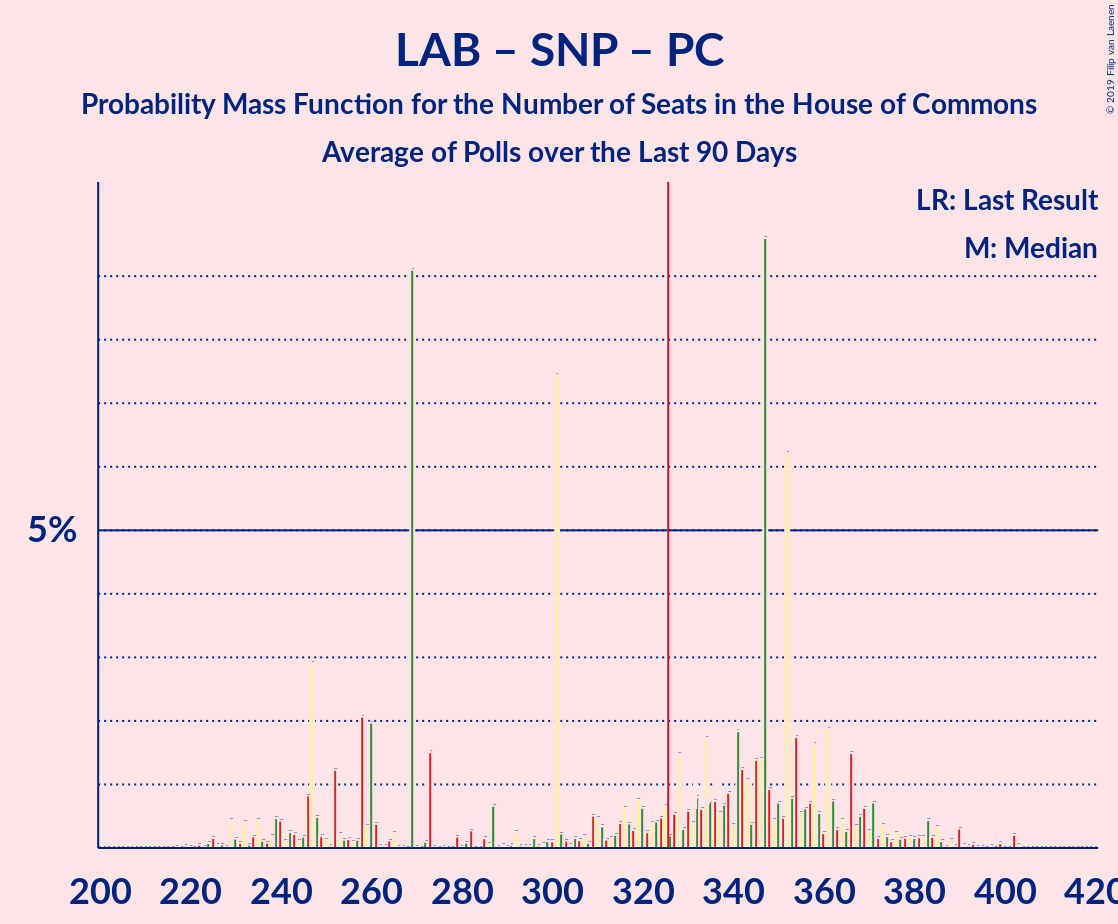 LAB – SNP – PC
Probability Mass Function for the Number of Seats in the House of Commons
Average of Polls over the Last 90 Days
© 2019 Filip van Laenen
LR: Last Result
M: Median
5%
200 220 240 260 280 300 320 340 360 380 400 420